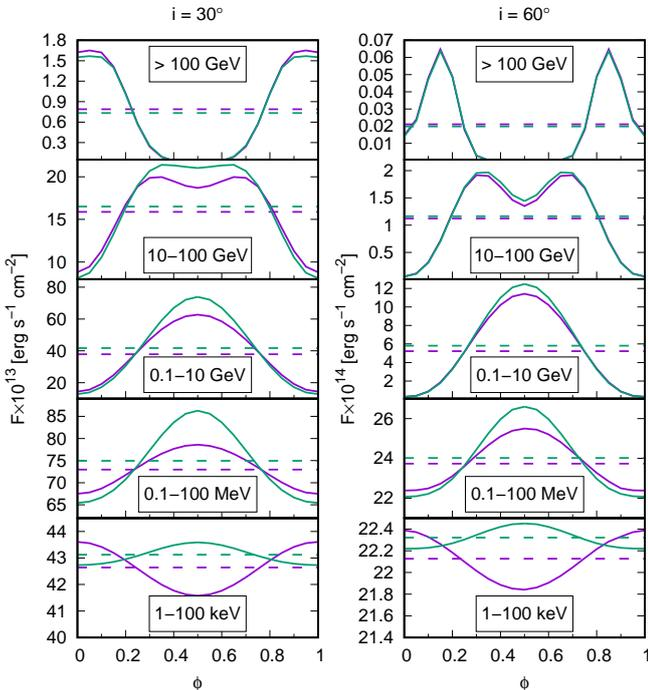 i = 30°
i = 60°
1.8
1.5
1.2
0.9
0.6
0.3
> 100 GeV
0.07
0.06
0.05
0.04
0.03
0.02
0.01
> 100 GeV
20
15
10
10–100 GeV
2
1.5
1
0.5
10–100 GeV
80
60
40
20
0.1–10 GeV
12
10
8
6
4
2
0.1–10 GeV
85
80
75
70
65
0.1–100 MeV
26
24
22
0.1–100 MeV
44
43
42
41
40
1–100 keV
22.4
22.2
22
21.8
21.6
21.4
1–100 keV
0 0.2 0.4 0.6 0.8 1
0 0.2 0.4 0.6 0.8 1
ϕ
ϕ
F×10¹³ [erg s⁻¹ cm⁻²]
F×10¹⁴ [erg s⁻¹ cm⁻²]